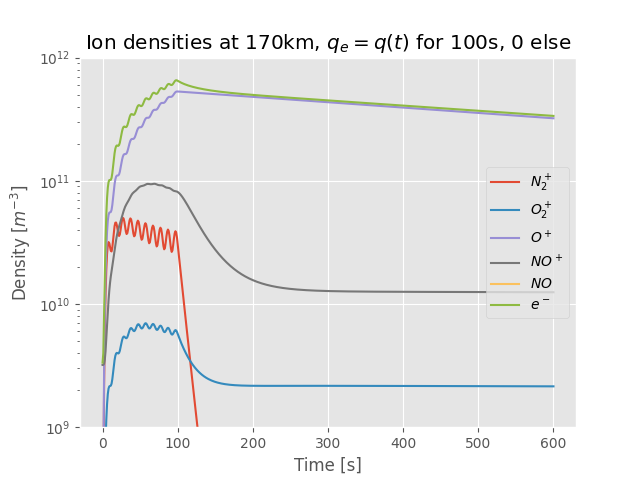 Ion densities at 170km, $q_e = q(t)$ for 100s, 0 else
Density [$m^{-3}$]
$10^{12}$
$10^{11}$
$10^{10}$
$10^{9}$
$N_2^+$
$O_2^+$
$O^+$
$NO^+$
$NO$
$e^-$
0 100 200 300 400 500 600
Time [s]